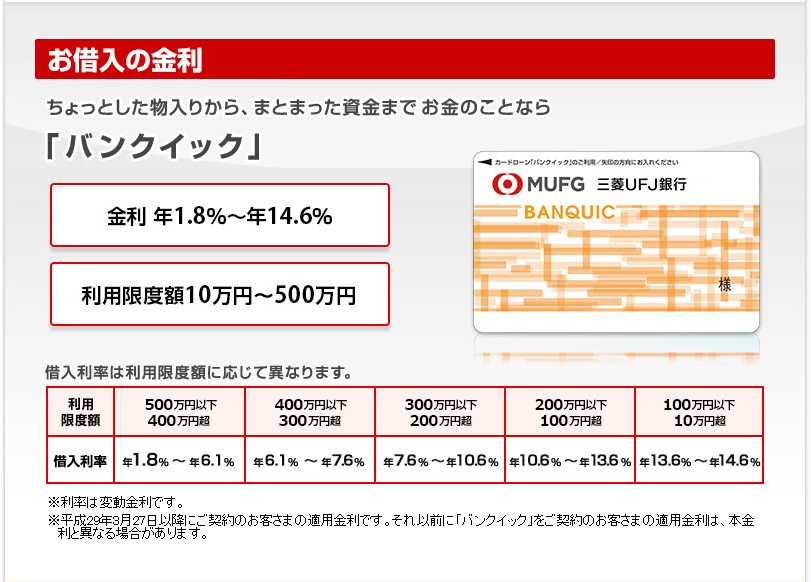 お借入の金利
ちょっとした物入りから、まとまった資金まで お金のことなら
「バンクイック」
金利 年1.8%～年14.6%
利用限度額10万円～500万円
カードローン「バンクイック」のご利用／矢印の方向にお入れください
MUFG 三菱UFJ銀行
BANQUIC
様
借入利率は利用限度額に応じて異なります。
利用 500万円以下 400万円以下 300万円以下 200万円以下 100万円以下
限度額 400万円超 300万円超 200万円超 100万円超 10万円超
借入利率 年1.8%～年6.1% 年6.1%～年7.6% 年7.6%～年10.6% 年10.6%～年13.6% 年13.6%～年14.6%
※利率は変動金利です。
※平成29年3月27日以降にご契約のお客さまの適用金利です。それ以前に「バンクイック」をご契約のお客さまの適用金利は、本金
利と異なる場合があります。